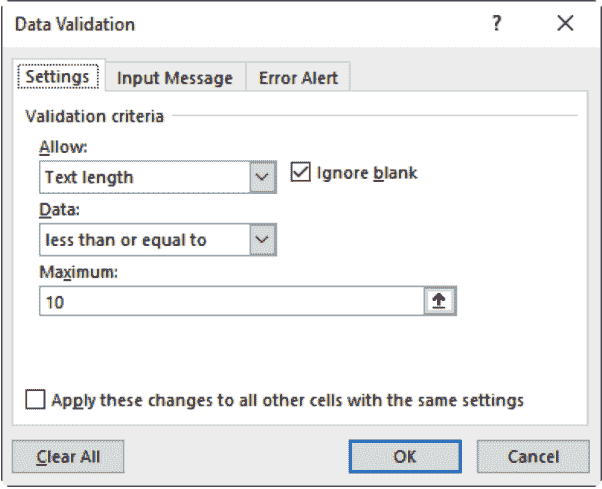 Data Validation ?
Settings Input Message Error Alert
Validation criteria
Allow:
Text length Ignore blank
Data:
less than or equal to
Maximum:
10
Apply these changes to all other cells with the same settings
Clear All OK Cancel